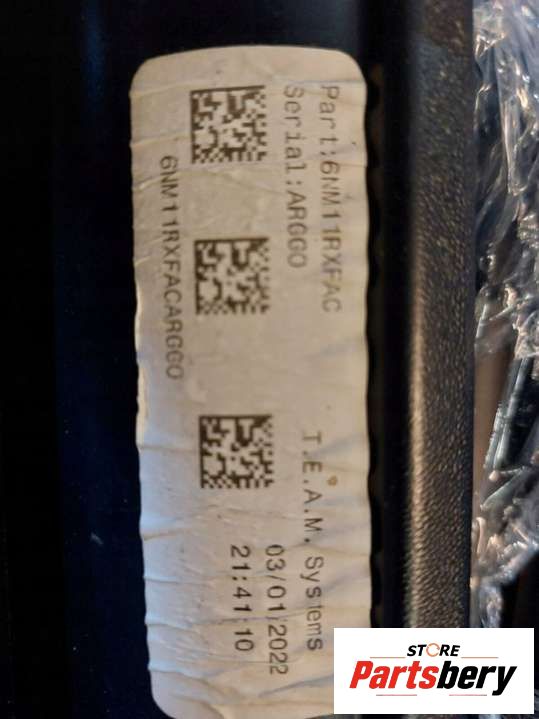 Part:6NM11RXFAC
Serial:ARGGO
T.E.A.M. Systems
03/01/2022
21:41:10
6NM11RXFACARGGO
STORE
Partsbery